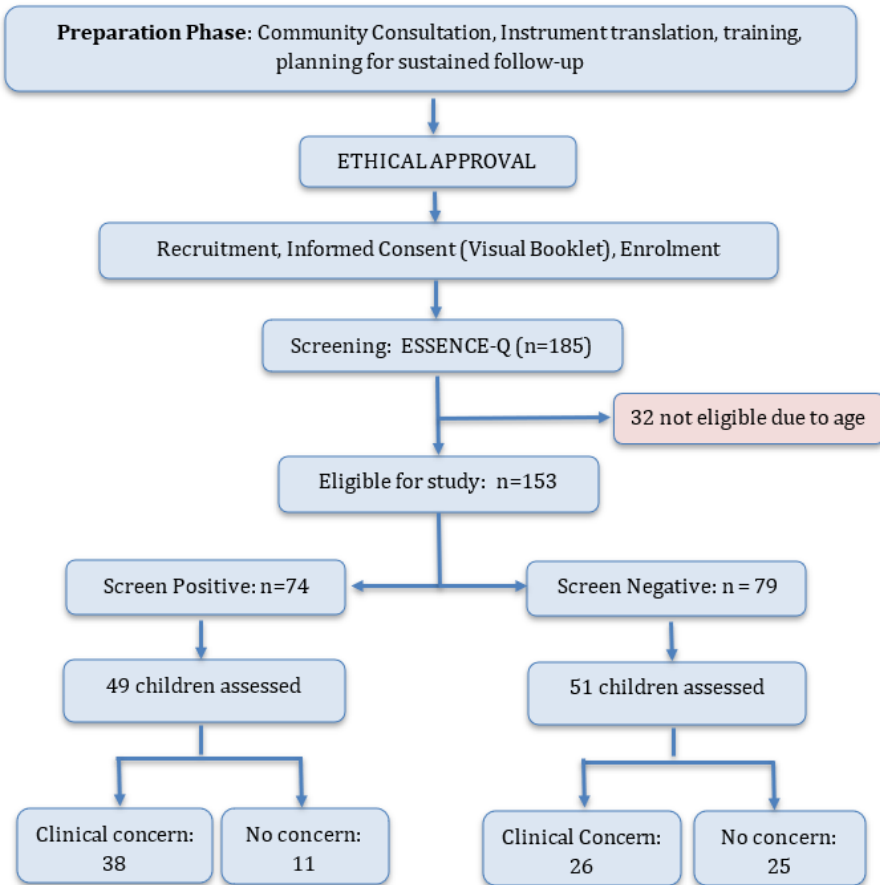 Preparation Phase: Community Consultation, Instrument translation, training,
planning for sustained follow-up
ETHICAL APPROVAL
Recruitment, Informed Consent (Visual Booklet), Enrolment
Screening: ESSENCE-Q (n=185)
32 not eligible due to age
Eligible for study: n=153
Screen Positive: n=74
Screen Negative: n = 79
49 children assessed
51 children assessed
Clinical concern:
38
No concern:
11
Clinical Concern:
26
No concern:
25